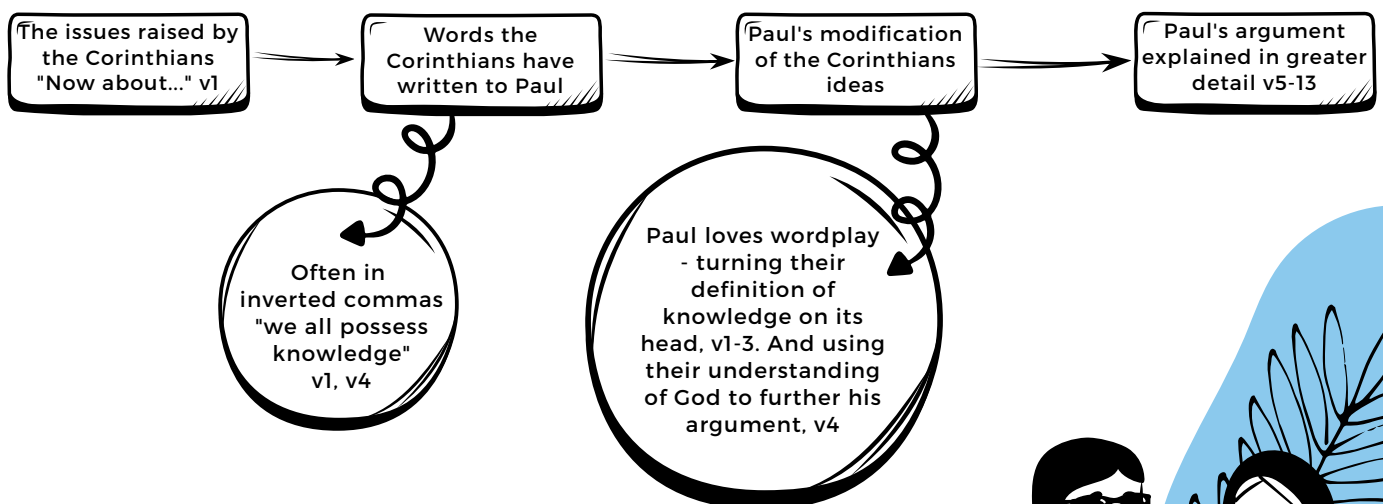 The issues raised by
the Corinthians
"Now about..." v1
Words the
Corinthians have
written to Paul
Paul's modification
of the Corinthians
ideas
Paul's argument
explained in greater
detail v5-13
Often in
inverted commas
"we all possess
knowledge"
v1, v4
Paul loves wordplay
- turning their
definition of
knowledge on its
head, v1-3. And using
their understanding
of God to further his
argument, v4